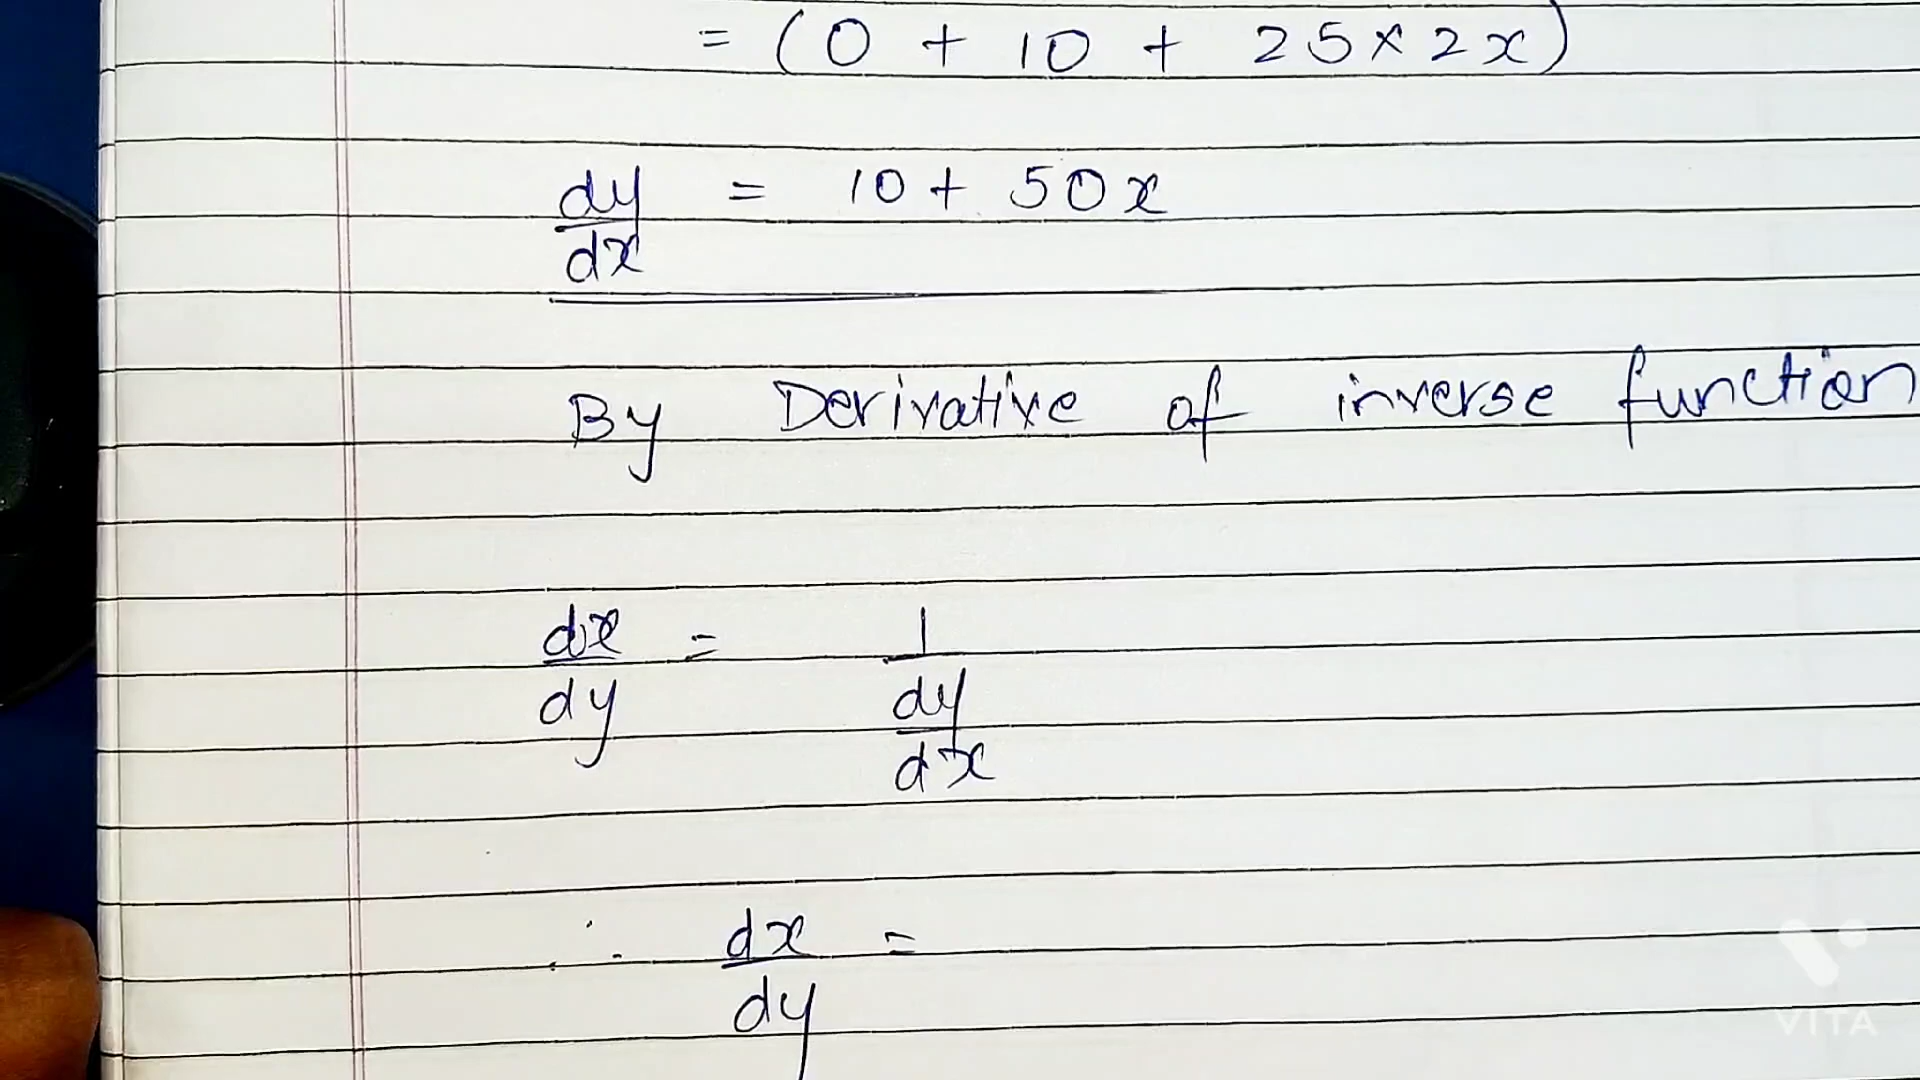 = (0 + 10 + 25 × 2x)
dy/dx = 10 + 50x
By Derivative of inverse function
dx/dy = 1/(dy/dx)
∴ dx/dy =
VITA